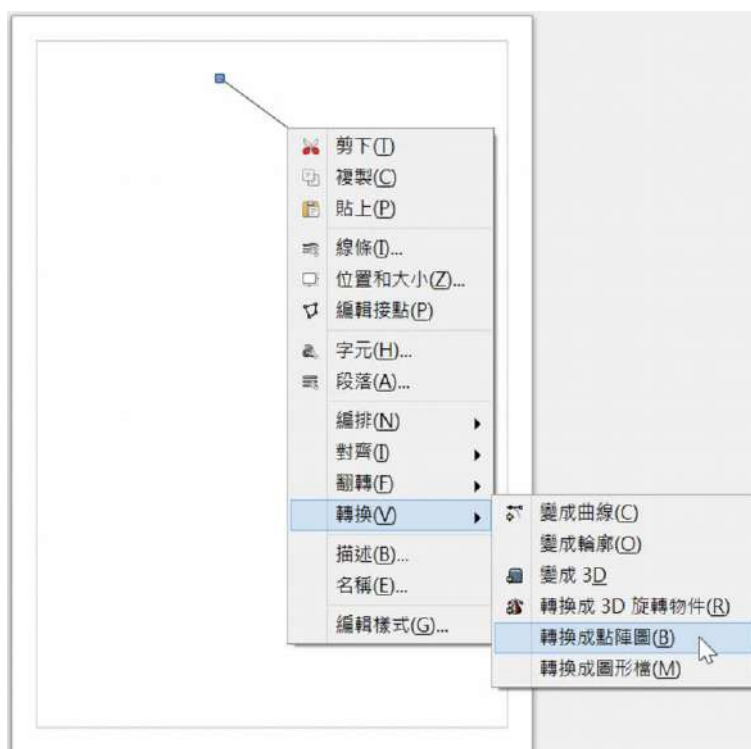 剪下(T)
複製(C)
貼上(P)
線條(I)...
位置和大小(Z)...
編輯接點(P)
字元(H)...
段落(A)...
編排(N)
對齊(I)
翻轉(F)
轉換(V)
描述(B)...
名稱(E)...
編輯樣式(G)...
變成曲線(C)
變成輪廓(O)
變成 3D
轉換成 3D 旋轉物件(R)
轉換成點陣圖(B)
轉換成圖形檔(M)